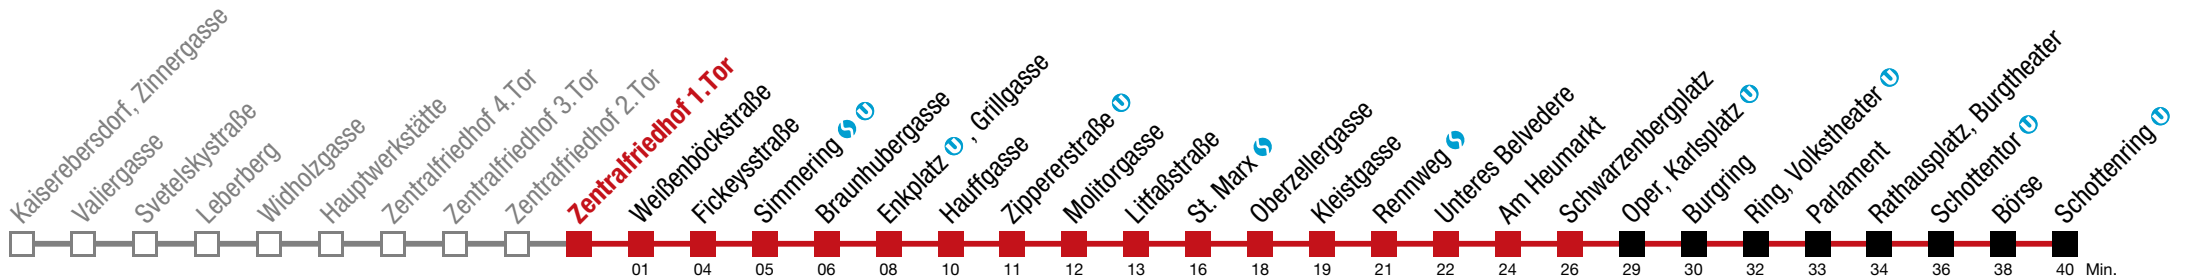 Kaiserebersdorf, Zinnergasse
Valiergasse
Svetelskystraße
Leberberg
Widholzgasse
Hauptwerkstätte
Zentralfriedhof 4.Tor
Zentralfriedhof 3.Tor
Zentralfriedhof 2.Tor
Zentralfriedhof 1.Tor
Weißenböckstraße
Fickeysstraße
Simmering S U
Braunhubergasse
Enkplatz U , Grillgasse
Hauffgasse
Zippererstraße U
Molitorgasse
Litfaßstraße
St. Marx S
Oberzellergasse
Kleistgasse
Rennweg S
Unteres Belvedere
Am Heumarkt
Schwarzenbergplatz
Oper, Karlsplatz U
Burgring
Ring, Volkstheater U
Parlament
Rathausplatz, Burgtheater
Schottentor U
Börse
Schottenring U
01 04 05 06 08 10 11 12 13 16 18 19 21 22 24 26 29 30 32 33 34 36 38 40 Min.